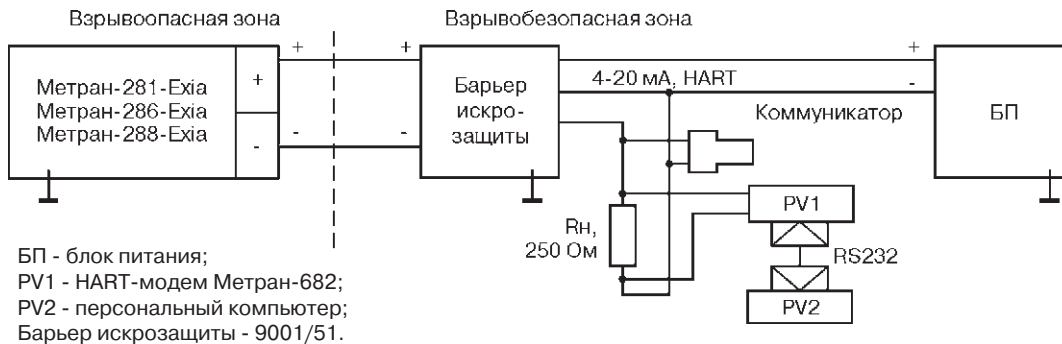 Взрывоопасная зона
Взрывобезопасная зона
+
+
+
Метран-281-Exia
Метран-286-Exia
Метран-288-Exia
+
-
-
-
Барьер
искро-
защиты
4-20 мА, HART
-
Коммуникатор
БП
Rн,
250 Ом
PV1
RS232
PV2
БП - блок питания;
PV1 - HART-модем Метран-682;
PV2 - персональный компьютер;
Барьер искрозащиты - 9001/51.